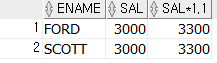 ENAME SAL SAL*1.1
1 FORD 3000 3300
2 SCOTT 3000 3300